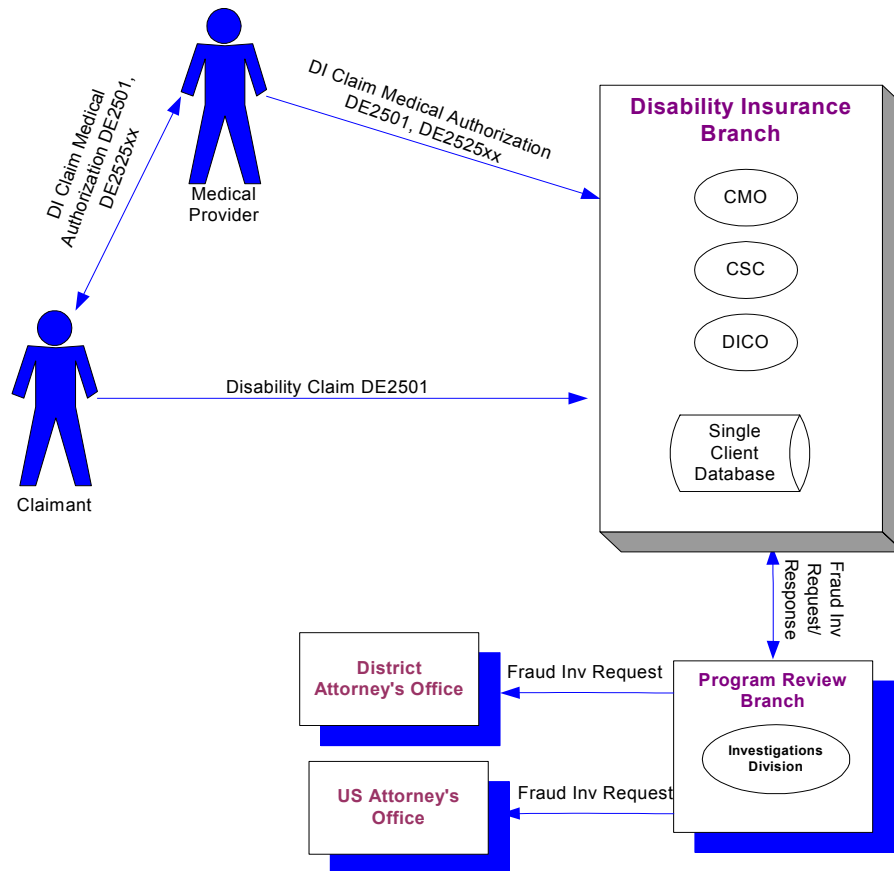 DI Claim Medical
Authorization DE2501,
DE2525xx
DI Claim Medical Authorization
DE2501, DE2525xx
Medical
Provider
Disability Insurance
Branch
CMO
CSC
DICO
Single
Client
Database
Disability Claim DE2501
Claimant
Fraud Inv
Request/
Response
District
Attorney's Office
Fraud Inv Request
Program Review
Branch
Investigations
Division
US Attorney's
Office
Fraud Inv Request